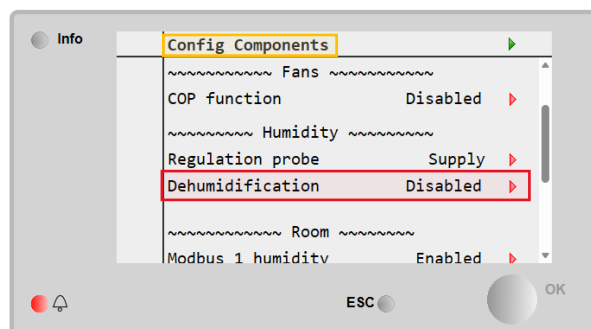 Info
Config Components
~~~~~~~~~~~ Fans ~~~~~~~~~~~
COP function Disabled
~~~~~~~~~ Humidity ~~~~~~~~~
Regulation probe Supply
Dehumidification Disabled
~~~~~~~~~~~~ Room ~~~~~~~~
Modbus 1 humidity Enabled
ESC
OK